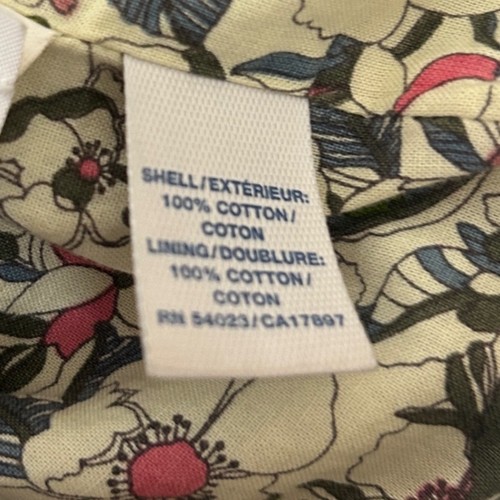 SHELL/EXTÉRIEUR:
100% COTTON/
COTON
LINING/DOUBLURE:
100% COTTON/
COTON
RN 54023/CA17897